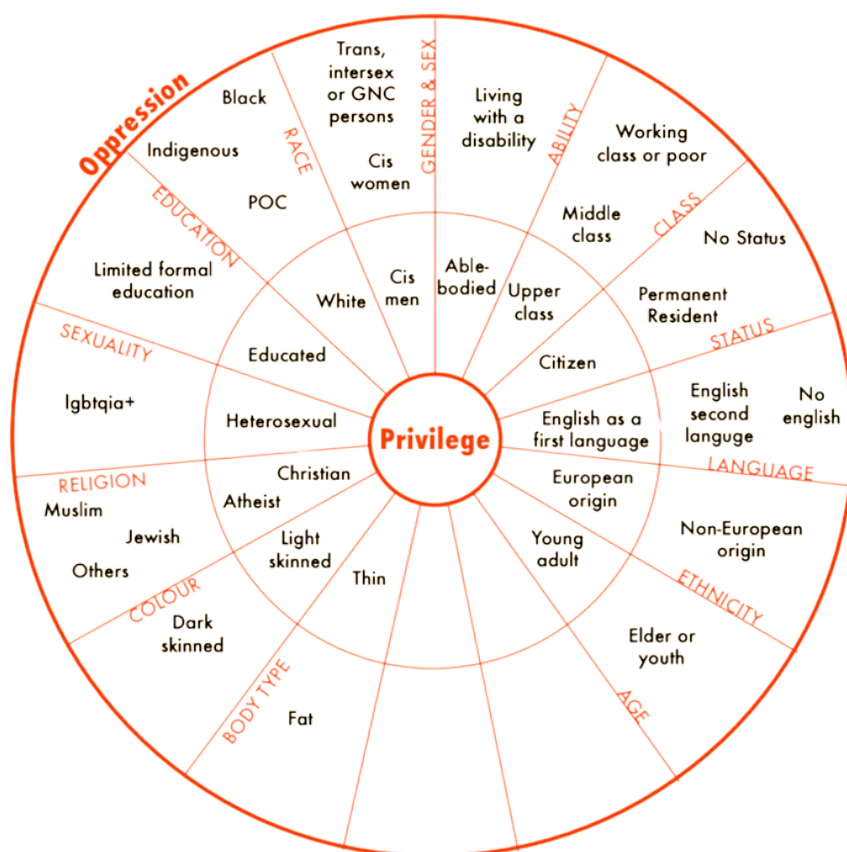 Oppression
Privilege
GENDER & SEX
Trans,
intersex
or GNC
persons
Cis
women
Cis
men
ABILITY
Living
with a
disability
Able-
bodied
CLASS
Working
class or poor
Middle
class
Upper
class
STATUS
No Status
Permanent
Resident
Citizen
LANGUAGE
No
english
English
second
languge
English as a
first language
ETHNICITY
Non-European
origin
European
origin
AGE
Elder or
youth
Young
adult
BODY TYPE
Fat
Thin
COLOUR
Dark
skinned
Light
skinned
RELIGION
Muslim
Jewish
Others
Christian
Atheist
SEXUALITY
lgbtqia+
Heterosexual
EDUCATION
Limited formal
education
Educated
RACE
Black
Indigenous
POC
White